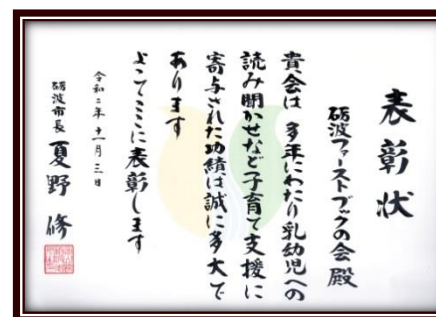 表彰状
砺波ファーストブックの会殿
貴会は 多年にわたり乳幼児への
読み聞かせなど子育て支援に
寄与された功績は誠に多大で
あります
よってここに表彰します
令和二年十一月三日
砺波市長 夏野 修